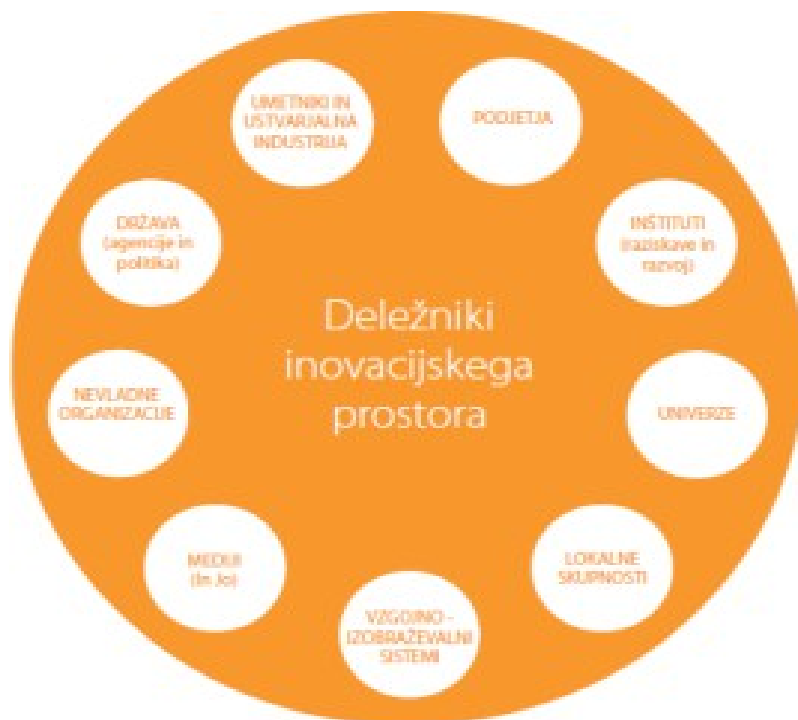 Deležniki
inovacijskega
prostora
UMETNIKI IN
USTVARJALNA
INDUSTRIJA
PODJETJA
INŠTITUTI
(raziskave in
razvoj)
UNIVERZE
LOKALNE
SKUPNOSTI
VZGOJNO -
IZOBRAŽEVALNI
SISTEMI
MEDIJI
NEVLADNE
ORGANIZACIJE
DRŽAVA
(agencije in
politika)